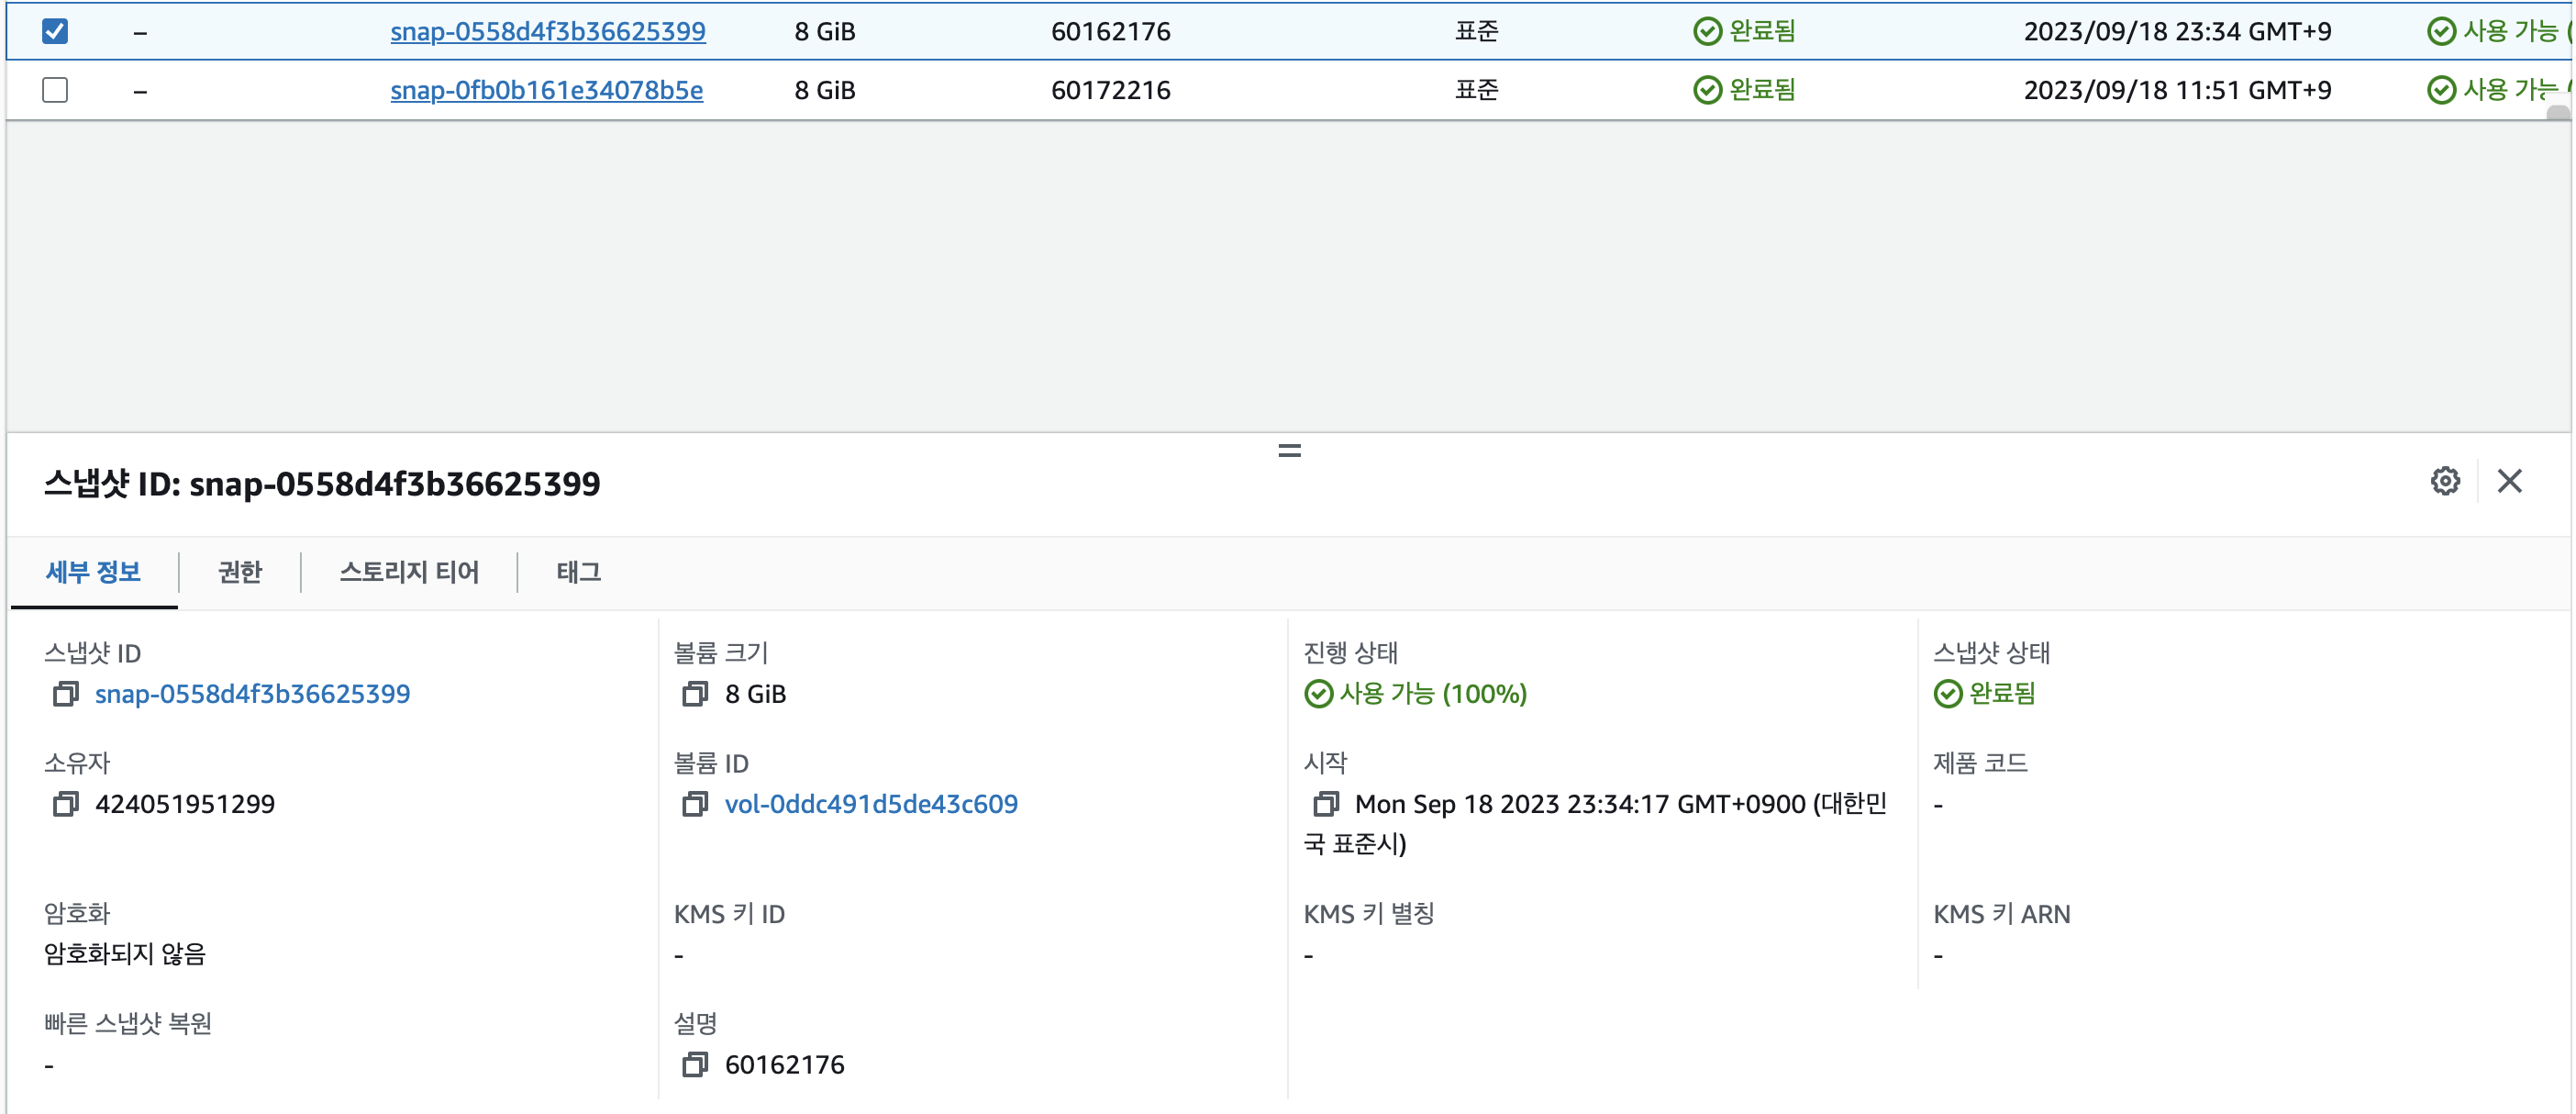 – snap-0558d4f3b36625399 8 GiB 60162176 표준 완료됨 2023/09/18 23:34 GMT+9 사용 가능 (
– snap-0fb0b161e34078b5e 8 GiB 60172216 표준 완료됨 2023/09/18 11:51 GMT+9 사용 가능 (
스냅샷 ID: snap-0558d4f3b36625399
세부 정보 권한 스토리지 티어 태그
스냅샷 ID 볼륨 크기 진행 상태 스냅샷 상태
snap-0558d4f3b36625399 8 GiB 사용 가능 (100%) 완료됨
소유자 볼륨 ID 시작 제품 코드
424051951299 vol-0ddc491d5de43c609 Mon Sep 18 2023 23:34:17 GMT+0900 (대한민 -
국 표준시)
암호화 KMS 키 ID KMS 키 별칭 KMS 키 ARN
암호화되지 않음 - - -
빠른 스냅샷 복원 설명
- 60162176